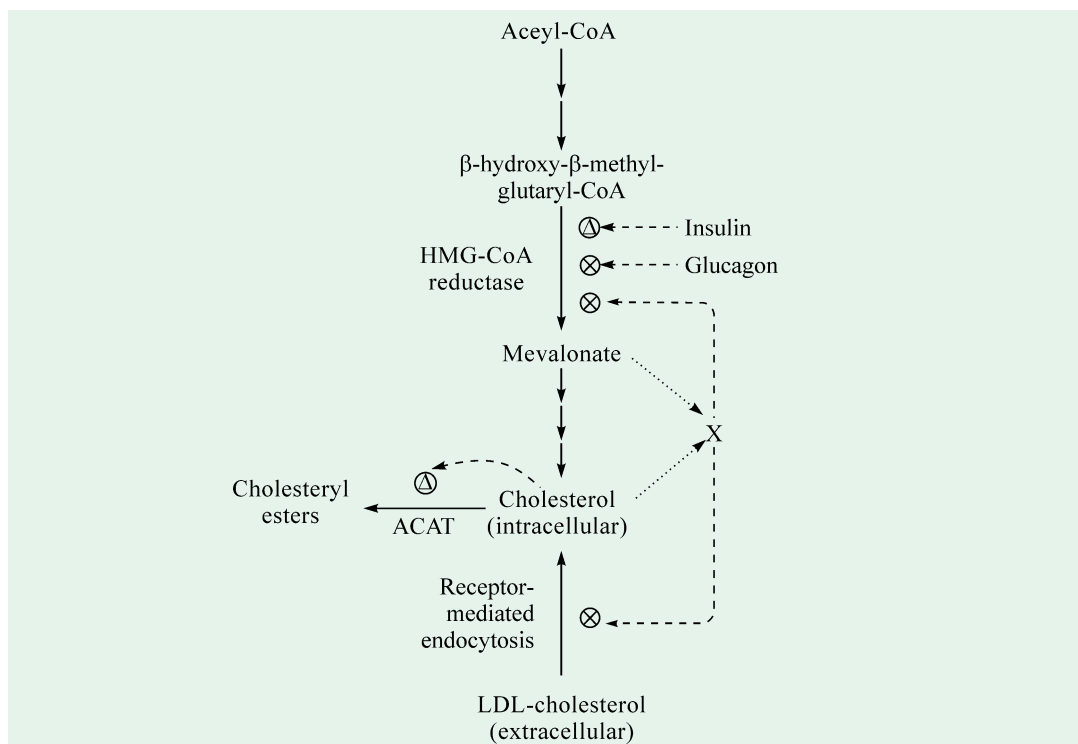 Aceyl-CoA
β-hydroxy-β-methyl-
glutaryl-CoA
Insulin
HMG-CoA
reductase
Glucagon
Mevalonate
X
Cholesteryl
esters
ACAT
Cholesterol
(intracellular)
Receptor-
mediated
endocytosis
LDL-cholesterol
(extracellular)